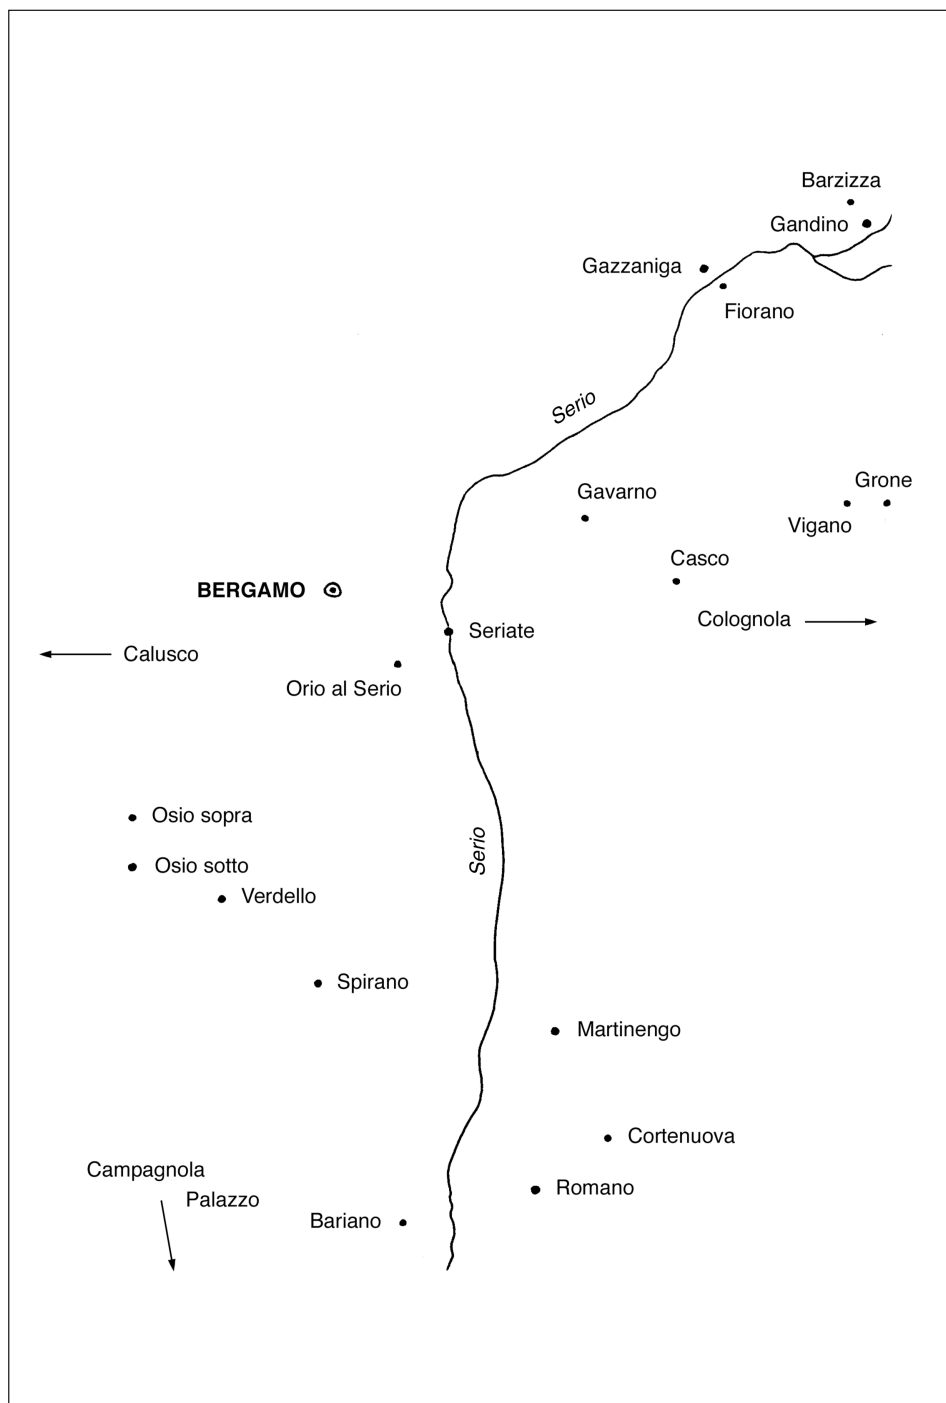 Barzizza
Gandino
Gazzaniga
Fiorano
Serio
Grone
Gavarno
Vigano
Casco
BERGAMO
Colognola
Seriate
Calusco
Orio al Serio
Osio sopra
Serio
Osio sotto
Verdello
Spirano
Martinengo
Cortenuova
Campagnola
Romano
Palazzo
Bariano